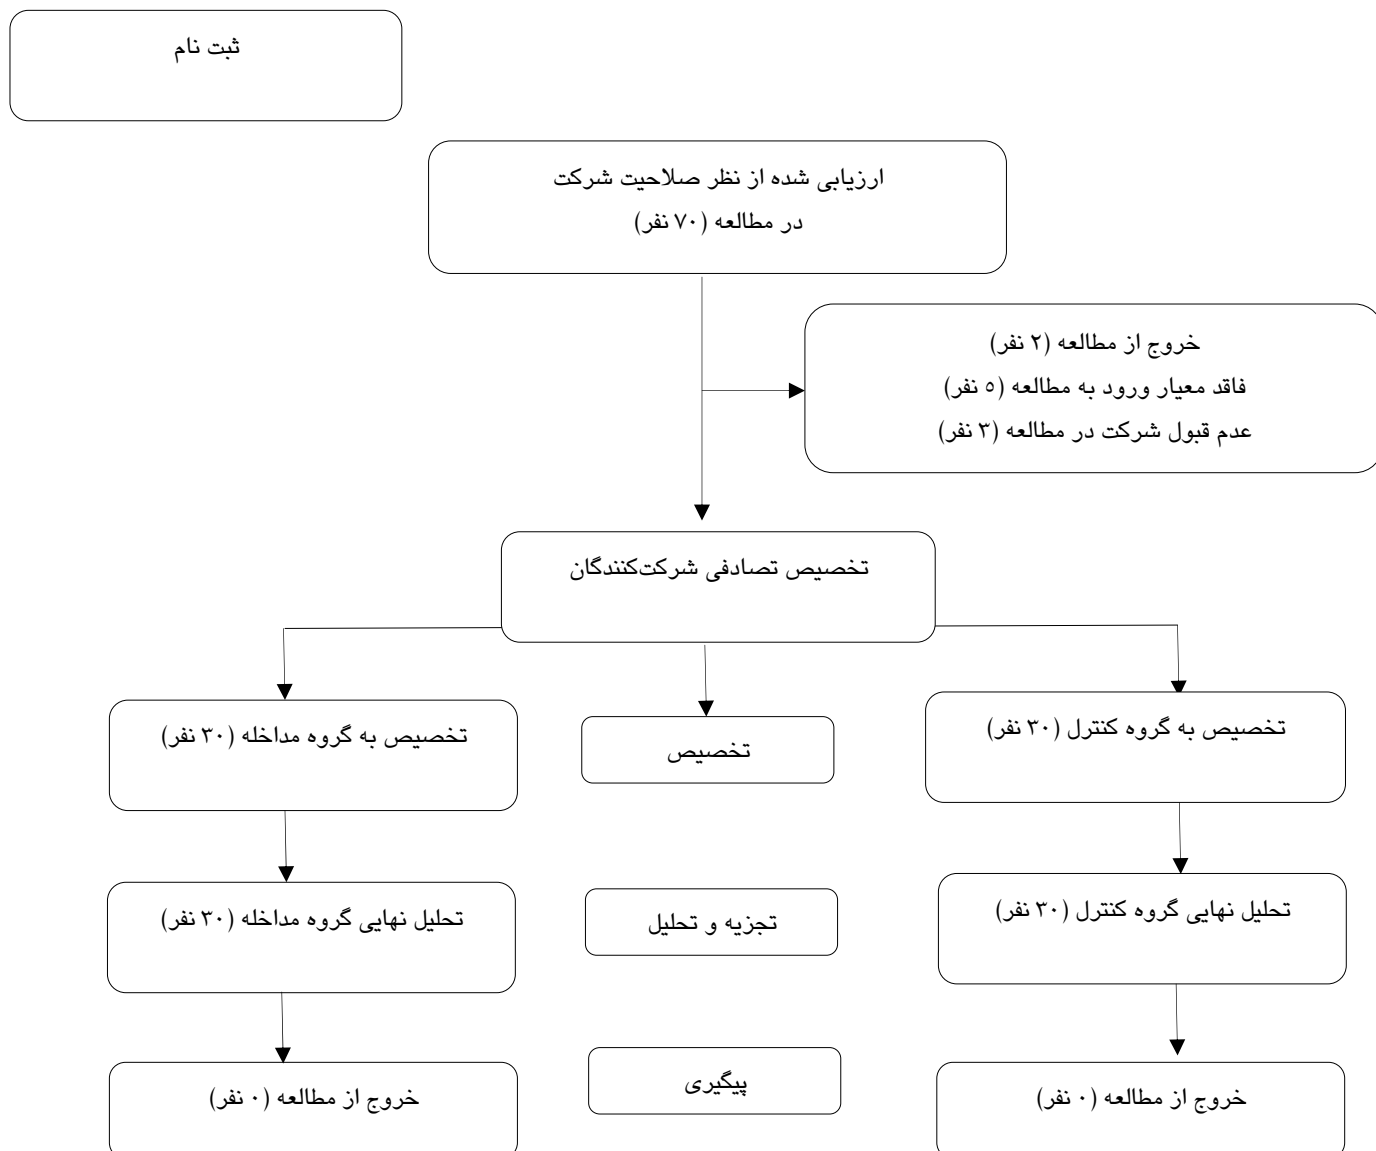 ثبت نام
ارزیابی شده از نظر صلاحیت شرکت
در مطالعه (۷۰ نفر)
خروج از مطالعه (۲ نفر)
فاقد معیار ورود به مطالعه (۵ نفر)
عدم قبول شرکت در مطالعه (۳ نفر)
تخصیص تصادفی شرکت‌کنندگان
تخصیص به گروه کنترل (۳۰ نفر)
تخصیص
تخصیص به گروه مداخله (۳۰ نفر)
تحلیل نهایی گروه کنترل (۳۰ نفر)
تجزیه و تحلیل
تحلیل نهایی گروه مداخله (۳۰ نفر)
خروج از مطالعه (۰ نفر)
پیگیری
خروج از مطالعه (۰ نفر)